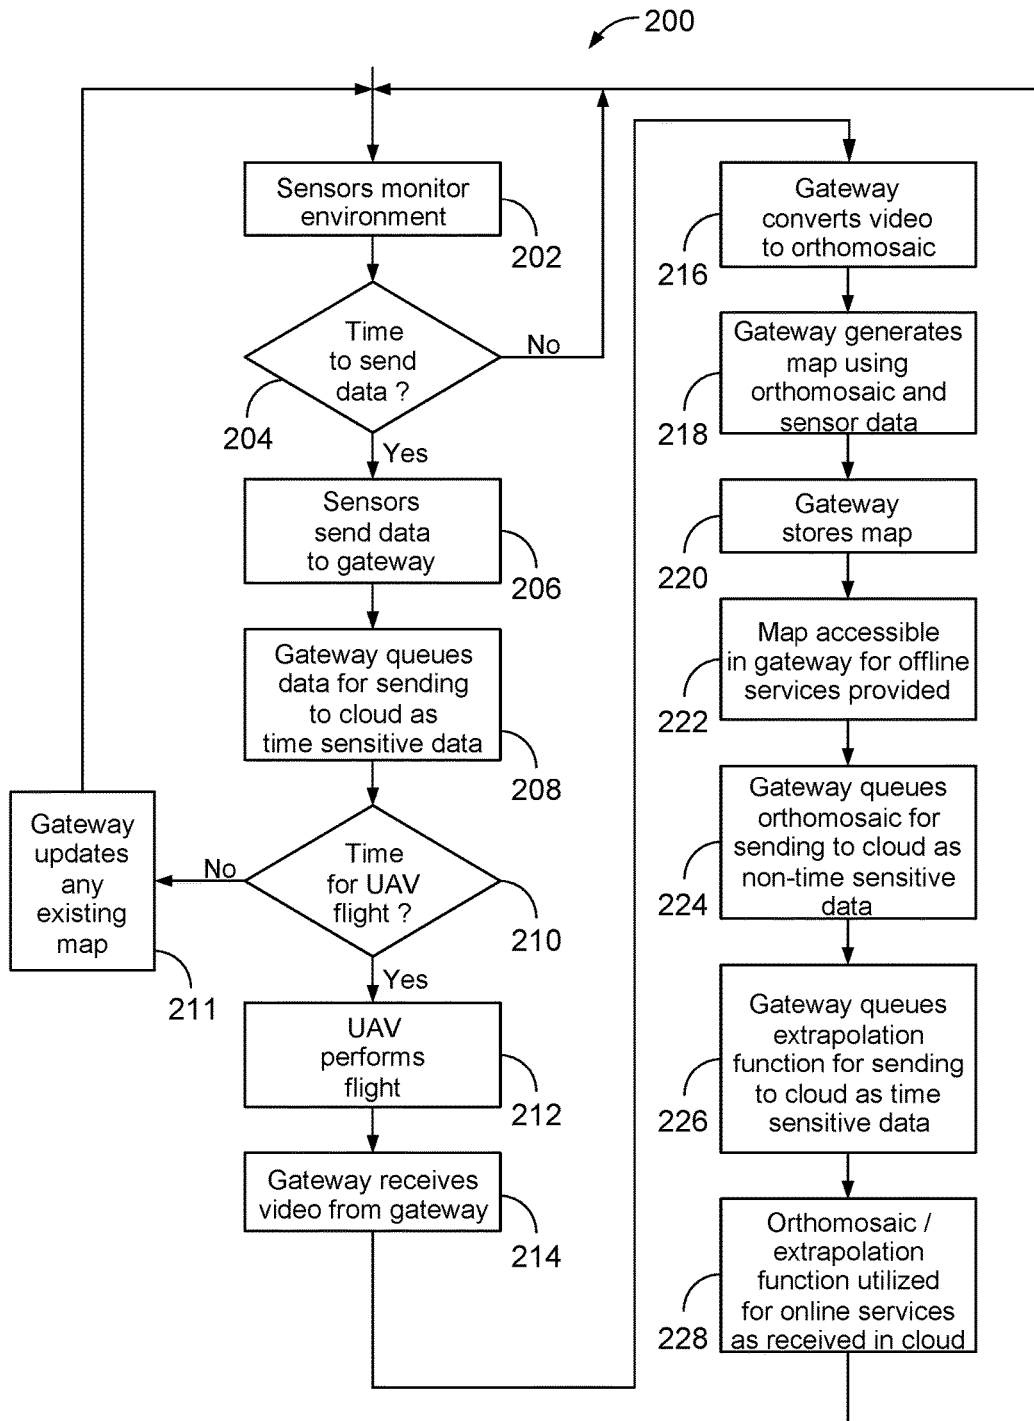 200
Sensors monitor
environment
202
Time
to send
data ?
No
204
Yes
Sensors
send data
to gateway
206
Gateway queues
data for sending
to cloud as
time sensitive data
208
Time
for UAV
flight ?
No
210
Gateway
updates
any
existing
map
211
Yes
UAV
performs
flight
212
Gateway receives
video from gateway
214
Gateway
converts video
to orthomosaic
216
Gateway generates
map using
orthomosaic and
sensor data
218
Gateway
stores map
220
Map accessible
in gateway for offline
services provided
222
Gateway queues
orthomosaic for
sending to cloud as
non-time sensitive
data
224
Gateway queues
extrapolation
function for sending
to cloud as time
sensitive data
226
Orthomosaic /
extrapolation
function utilized
for online services
as received in cloud
228